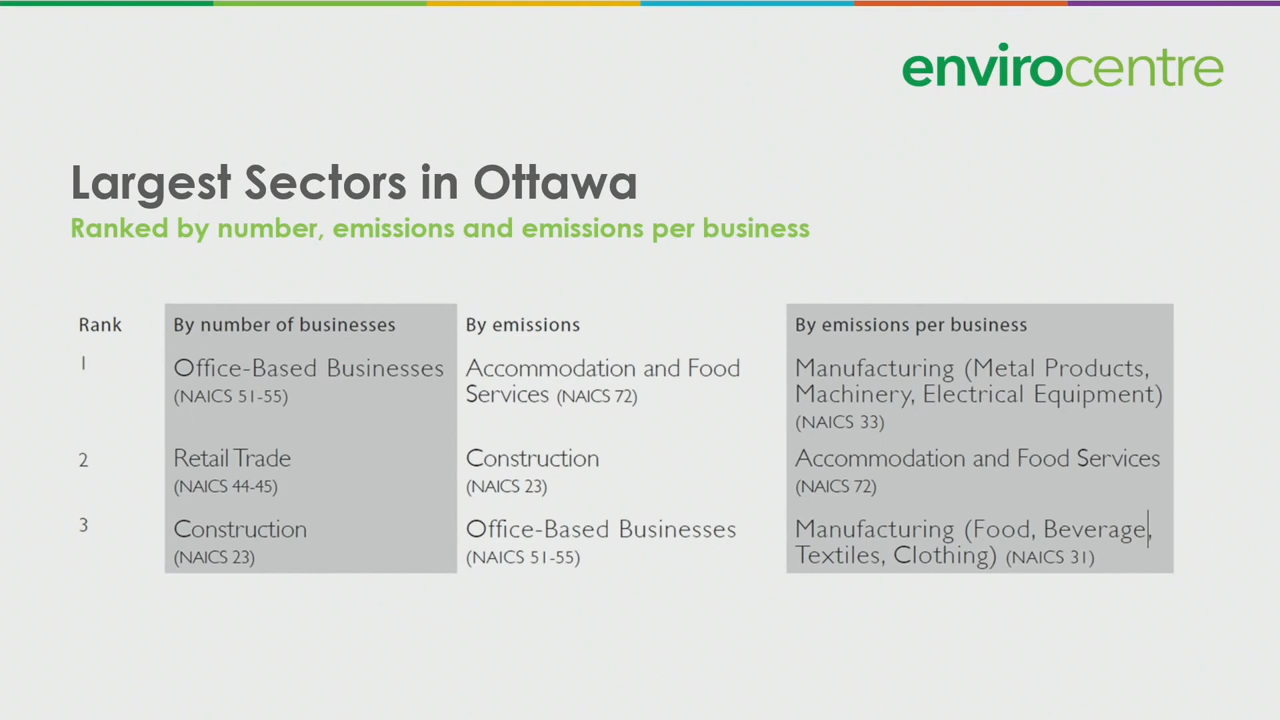 envirocentre
Largest Sectors in Ottawa
Ranked by number, emissions and emissions per business
Rank
By number of businesses
By emissions
By emissions per business
1
Office-Based Businesses
(NAICS 51-55)
Accommodation and Food
Services (NAICS 72)
Manufacturing (Metal Products,
Machinery, Electrical Equipment)
(NAICS 33)
2
Retail Trade
(NAICS 44-45)
Construction
(NAICS 23)
Accommodation and Food Services
(NAICS 72)
3
Construction
(NAICS 23)
Office-Based Businesses
(NAICS 51-55)
Manufacturing (Food, Beverage,
Textiles, Clothing) (NAICS 31)